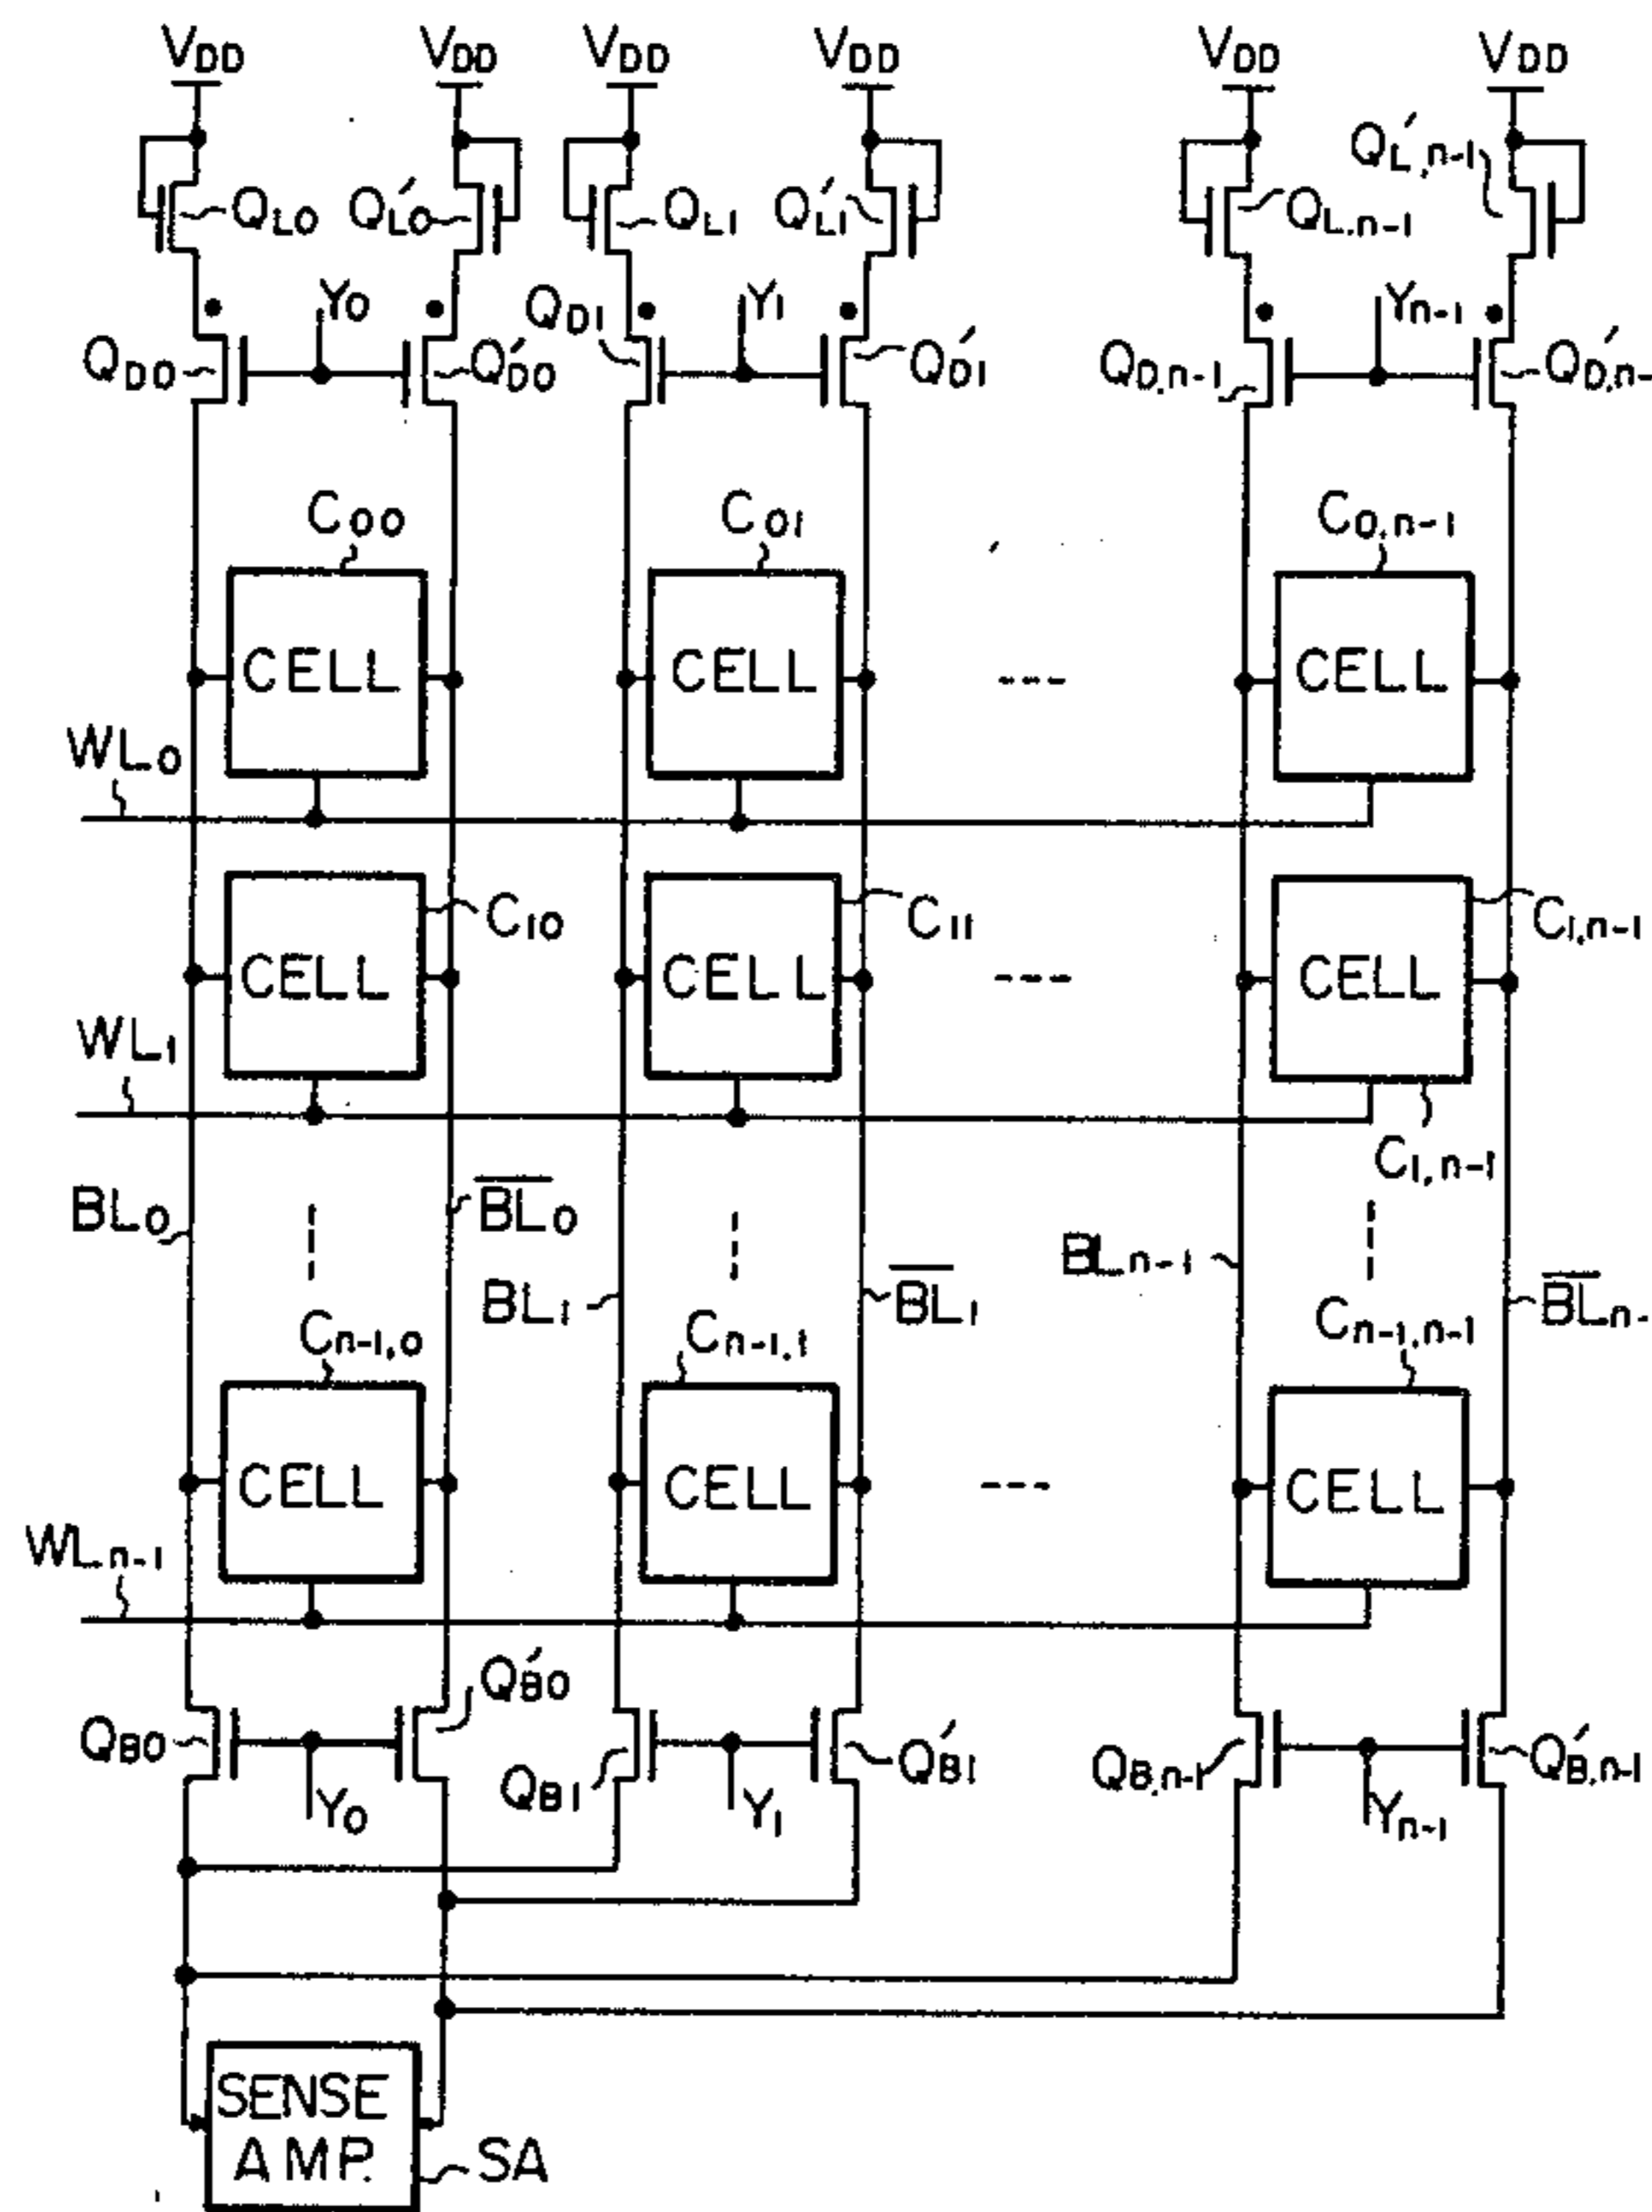 VDD VDD VDD VDD VDD VDD
QL0 Q'L0 QL1 Q'L1 QL,n-1 Q'L,n-1
QD0 Y0 Q'D0 QD1 Y1 Q'D1 QD,n-1 Yn-1 Q'D,n-
C00 C01 C0,n-1
CELL CELL --- CELL
WL0
C10 C11 C1,n-1
CELL CELL --- CELL
WL1
C1,n-1
BL0 B̅L̅0 BL1 B̅L̅1 BLn-1 B̅L̅n-
Cn-1,0 Cn-1,1 Cn-1,n-1
CELL CELL --- CELL
WLn-1
QB0 Q'B0 QB1 Q'B1 QB,n-1 Q'B,n-1
Y0 Y1 Yn-1
SENSE
AMP. SA